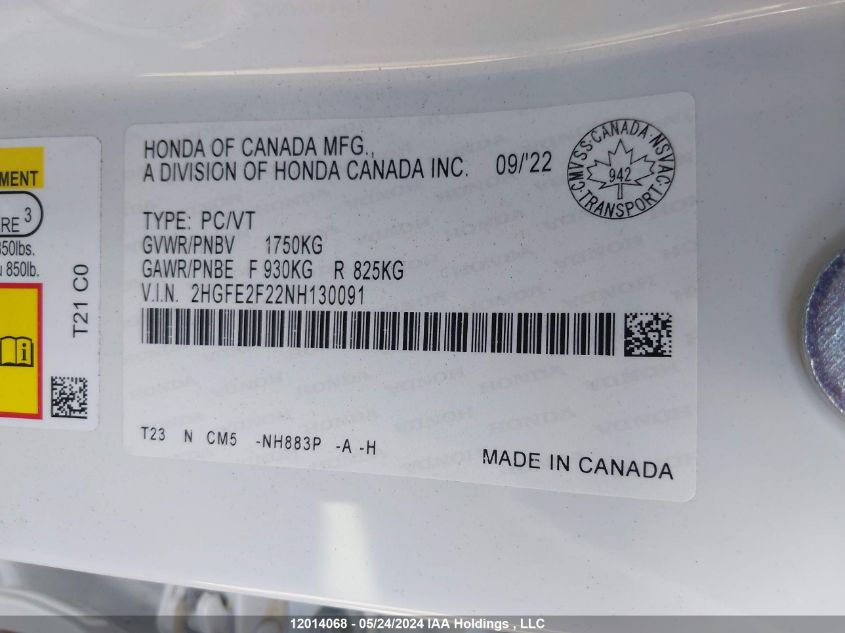 MENT
RE 3
850lbs.
u 850lb.
T21 C0
HONDA OF CANADA MFG.,
A DIVISION OF HONDA CANADA INC. 09/'22
CMVSS·CANADA·NSVAC·TRANSPORT·
942
TYPE: PC/VT
GVWR/PNBV 1750KG
GAWR/PNBE F 930KG R 825KG
V.I.N. 2HGFE2F22NH130091
T23 N CM5 -NH883P -A -H
MADE IN CANADA
12014068 - 05/24/2024 IAA Holdings , LLC